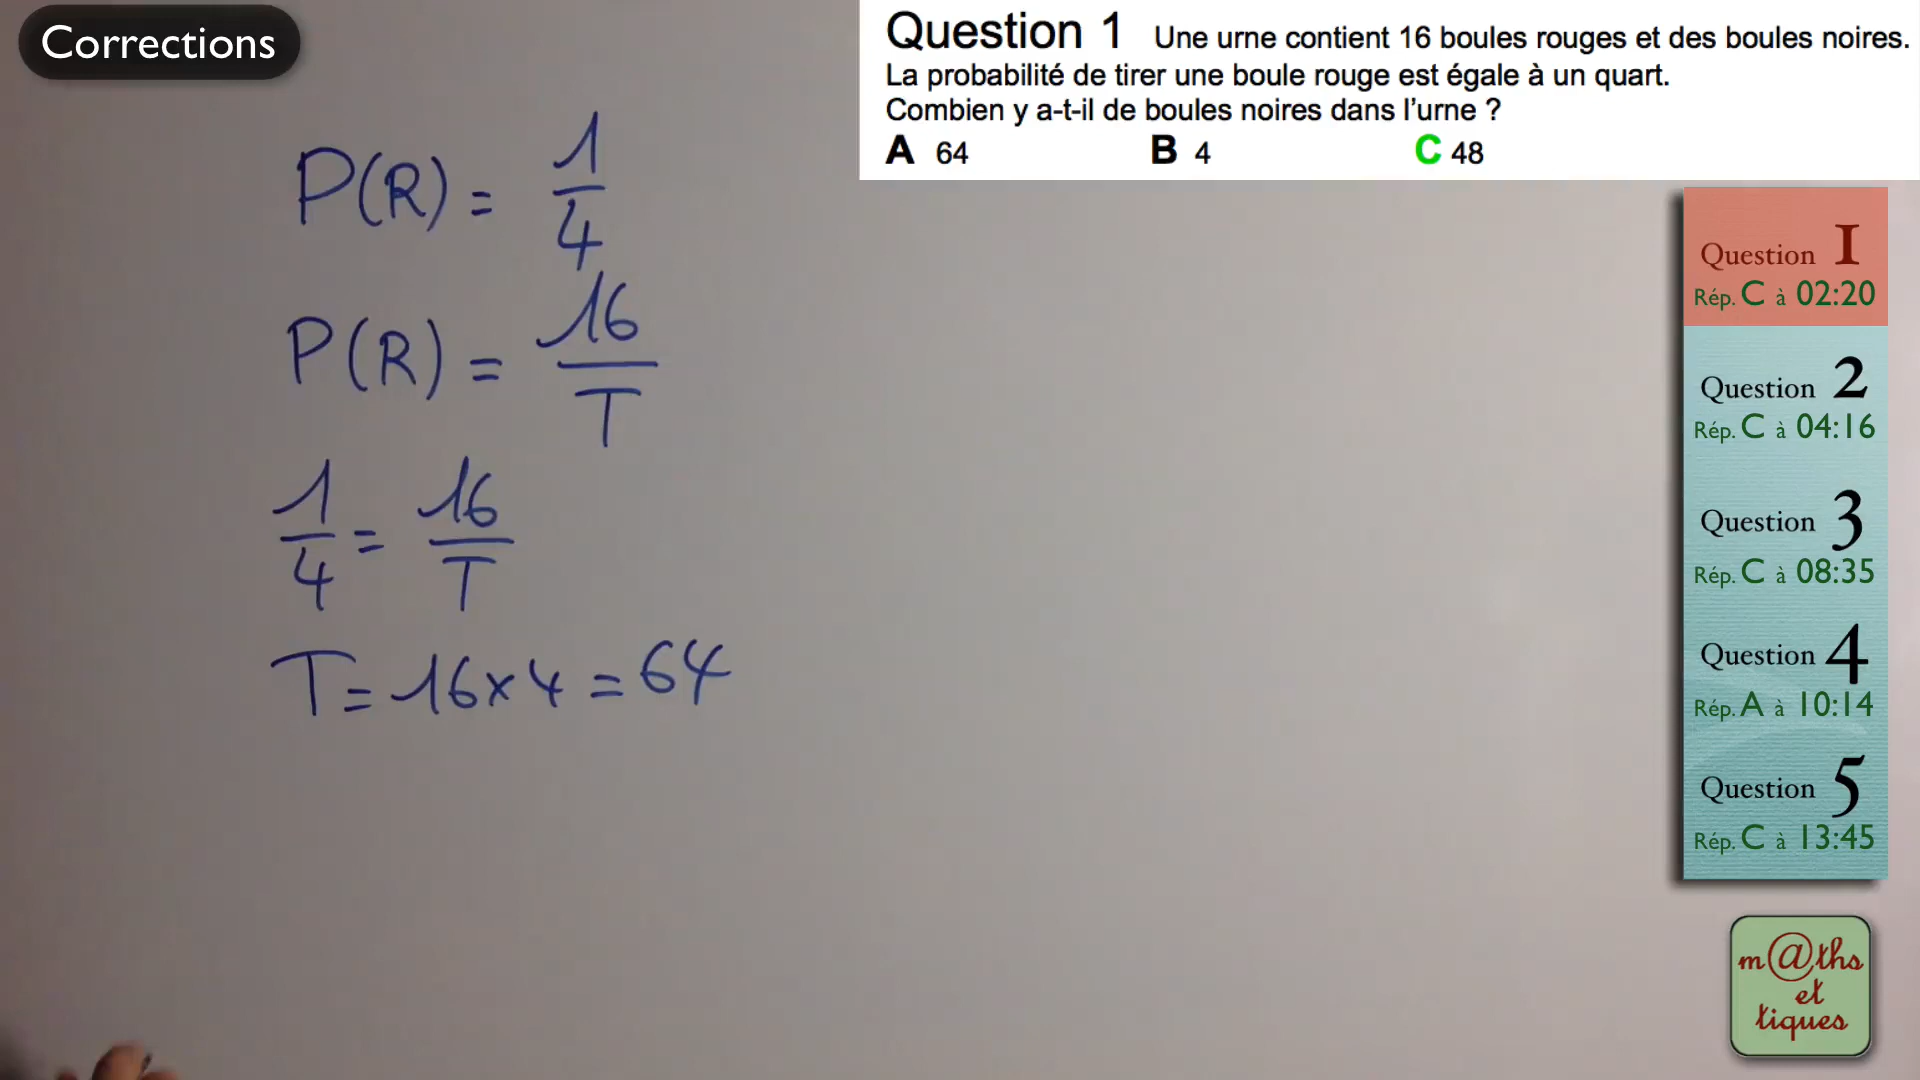 Corrections
Question 1 Une urne contient 16 boules rouges et des boules noires.
La probabilité de tirer une boule rouge est égale à un quart.
Combien y a-t-il de boules noires dans l'urne ?
A 64 B 4 C 48
P(R) = 1/4
P(R) = 16/T
1/4 = 16/T
T = 16 x 4 = 64
Question 1
Rép. C à 02:20
Question 2
Rép. C à 04:16
Question 3
Rép. C à 08:35
Question 4
Rép. A à 10:14
Question 5
Rép. C à 13:45
m@ths
et
tiques